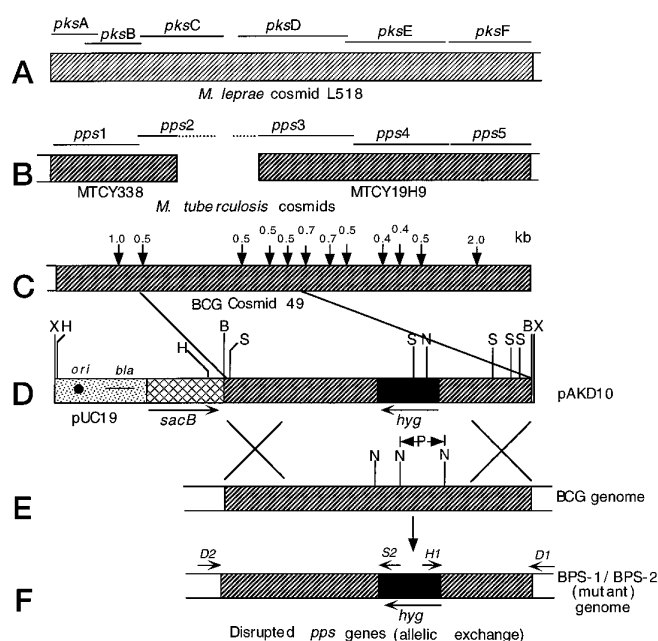 pksA pksB pksC pksD pksE pksF
A
M. leprae cosmid L518
pps1 pps2 pps3 pps4 pps5
B
MTCY338 MTCY19H9
M. tuberculosis cosmids
1.0 0.5 0.5 0.5 0.5 0.7 0.7 0.5 0.4 0.4 0.5 2.0 kb
C
BCG Cosmid 49
XH H B S S N S SS BX
D
ori bla
pAKD10
pUC19 sacB hyg
P
N N N
E
BCG genome
D2 S2 H1 D1
F
BPS-1 / BPS-2
(mutant)
genome
hyg
Disrupted pps genes (allelic exchange)